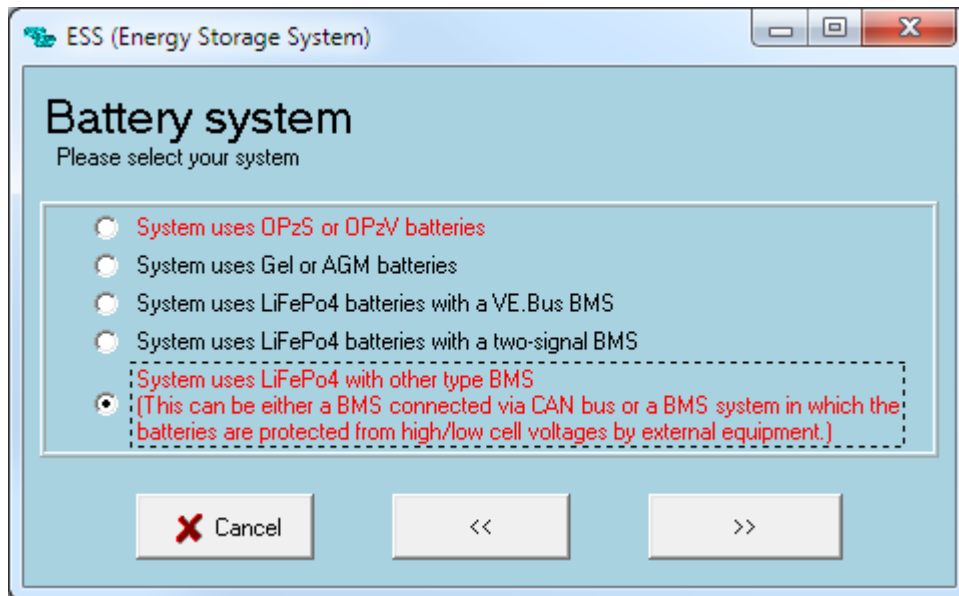 ESS (Energy Storage System)
Battery system
Please select your system
System uses OPzS or OPzV batteries
System uses Gel or AGM batteries
System uses LiFePo4 batteries with a VE.Bus BMS
System uses LiFePo4 batteries with a two-signal BMS
System uses LiFePo4 with other type BMS
(This can be either a BMS connected via CAN bus or a BMS system in which the
batteries are protected from high/low cell voltages by external equipment.)
Cancel
<<
>>